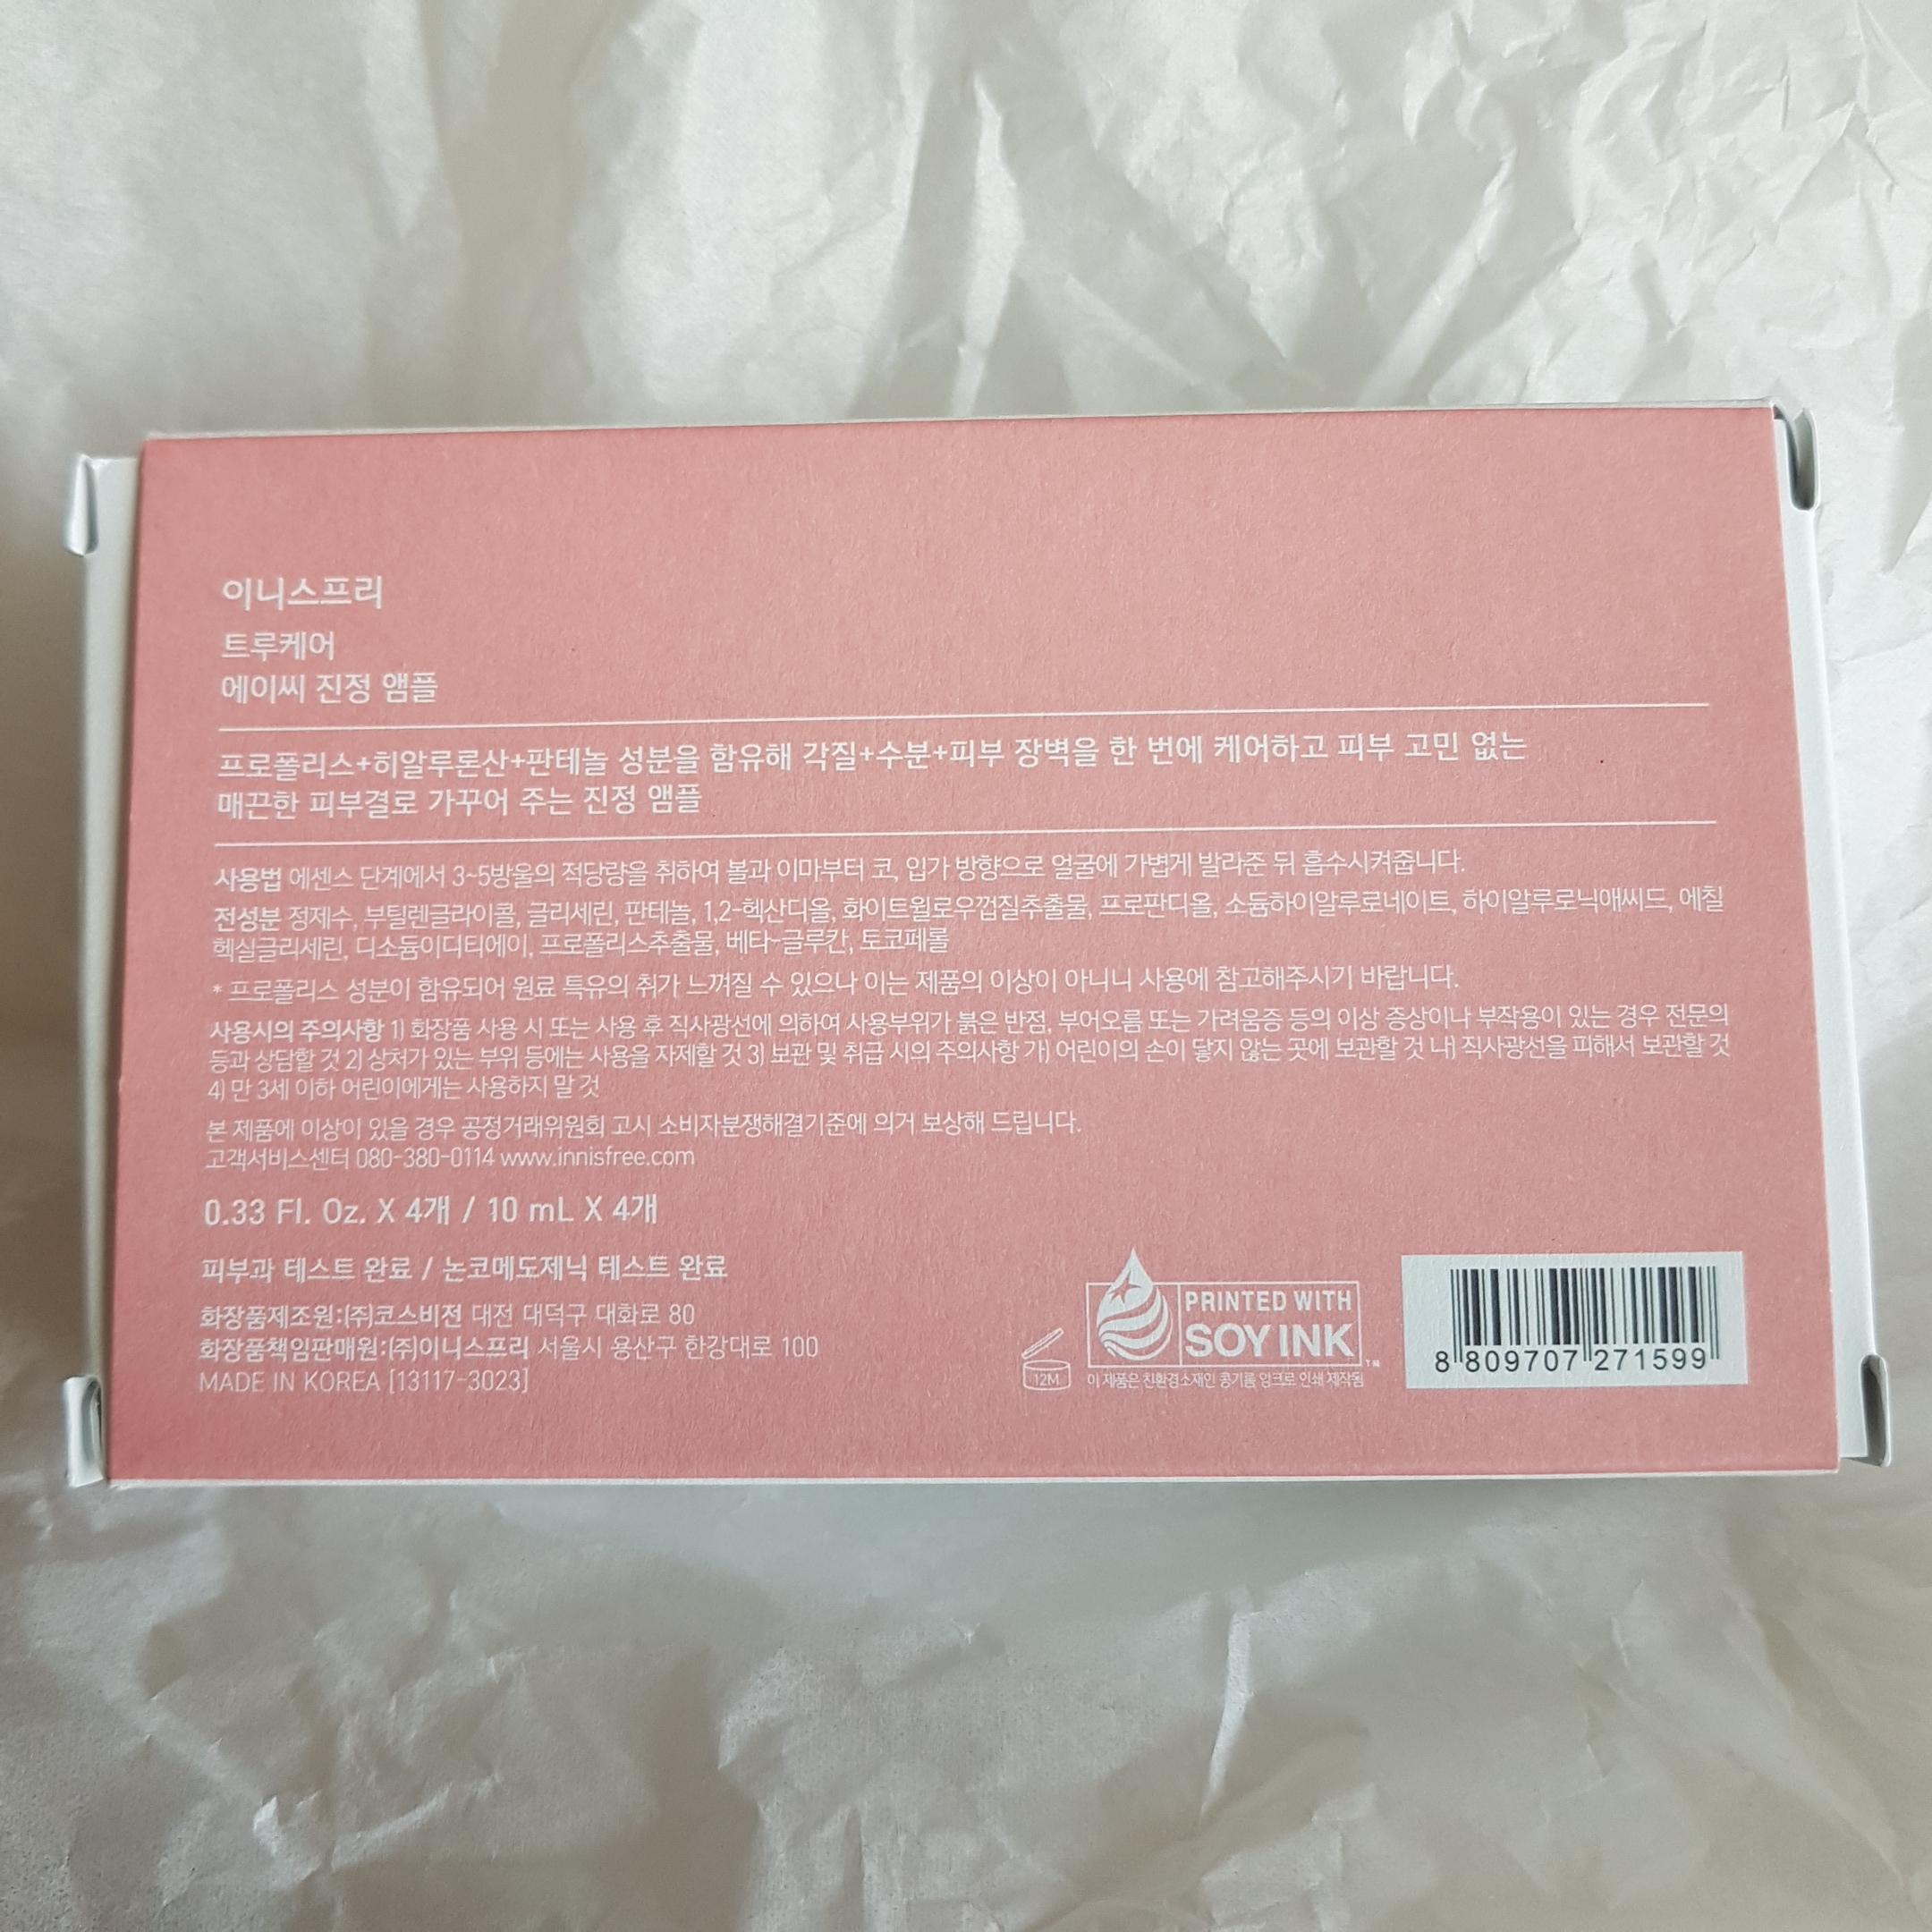 이니스프리
트루케어
에이씨 진정 앰플
프로폴리스+히알루론산+판테놀 성분을 함유해 각질+수분+피부 장벽을 한 번에 케어하고 피부 고민 없는
매끈한 피부결로 가꾸어 주는 진정 앰플
사용법 에센스 단계에서 3~5방울의 적당량을 취하여 볼과 이마부터 코, 입가 방향으로 얼굴에 가볍게 발라준 뒤 흡수시켜줍니다.
전성분 정제수, 부틸렌글라이콜, 글리세린, 판테놀, 1,2-헥산디올, 화이트윌로우껍질추출물, 프로판디올, 소듐하이알루로네이트, 하이알루로닉애씨드, 에칠
헥실글리세린, 디소듐이디티에이, 프로폴리스추출물, 베타-글루칸, 토코페롤
* 프로폴리스 성분이 함유되어 원료 특유의 취가 느껴질 수 있으나 이는 제품의 이상이 아니니 사용에 참고해주시기 바랍니다.
사용시의 주의사항 1) 화장품 사용 시 또는 사용 후 직사광선에 의하여 사용부위가 붉은 반점, 부어오름 또는 가려움증 등의 이상 증상이나 부작용이 있는 경우 전문의
등과 상담할 것 2) 상처가 있는 부위 등에는 사용을 자제할 것 3) 보관 및 취급 시의 주의사항 가) 어린이의 손이 닿지 않는 곳에 보관할 것 나) 직사광선을 피해서 보관할 것
4) 만 3세 이하 어린이에게는 사용하지 말 것
본 제품에 이상이 있을 경우 공정거래위원회 고시 소비자분쟁해결기준에 의거 보상해 드립니다.
고객서비스센터 080-380-0114 www.innisfree.com
0.33 Fl. Oz. X 4개 / 10 mL X 4개
피부과 테스트 완료 / 논코메도제닉 테스트 완료
화장품제조원:(주)코스비전 대전 대덕구 대화로 80
화장품책임판매원:(주)이니스프리 서울시 용산구 한강대로 100
MADE IN KOREA [13117-3023]
12M
PRINTED WITH
SOY INK
TM
이 제품은 친환경소재인 콩기름 잉크로 인쇄 제작됨
8 809707 271599